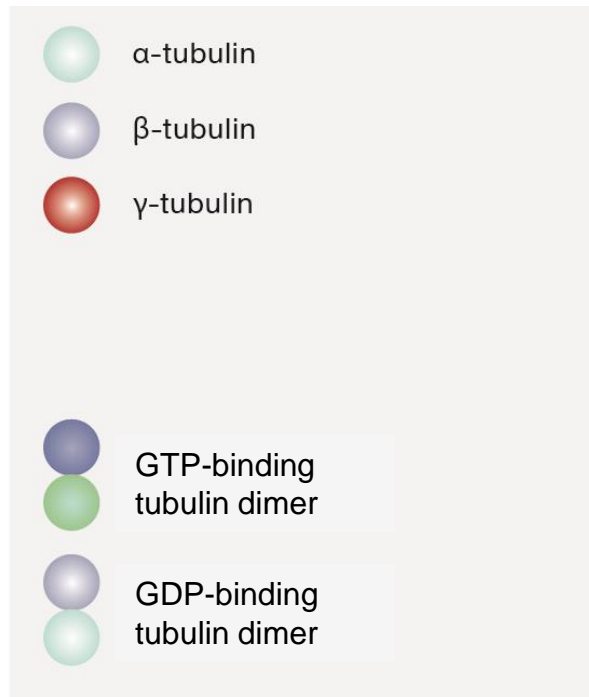 α-tubulin
β-tubulin
γ-tubulin
GTP-binding
tubulin dimer
GDP-binding
tubulin dimer